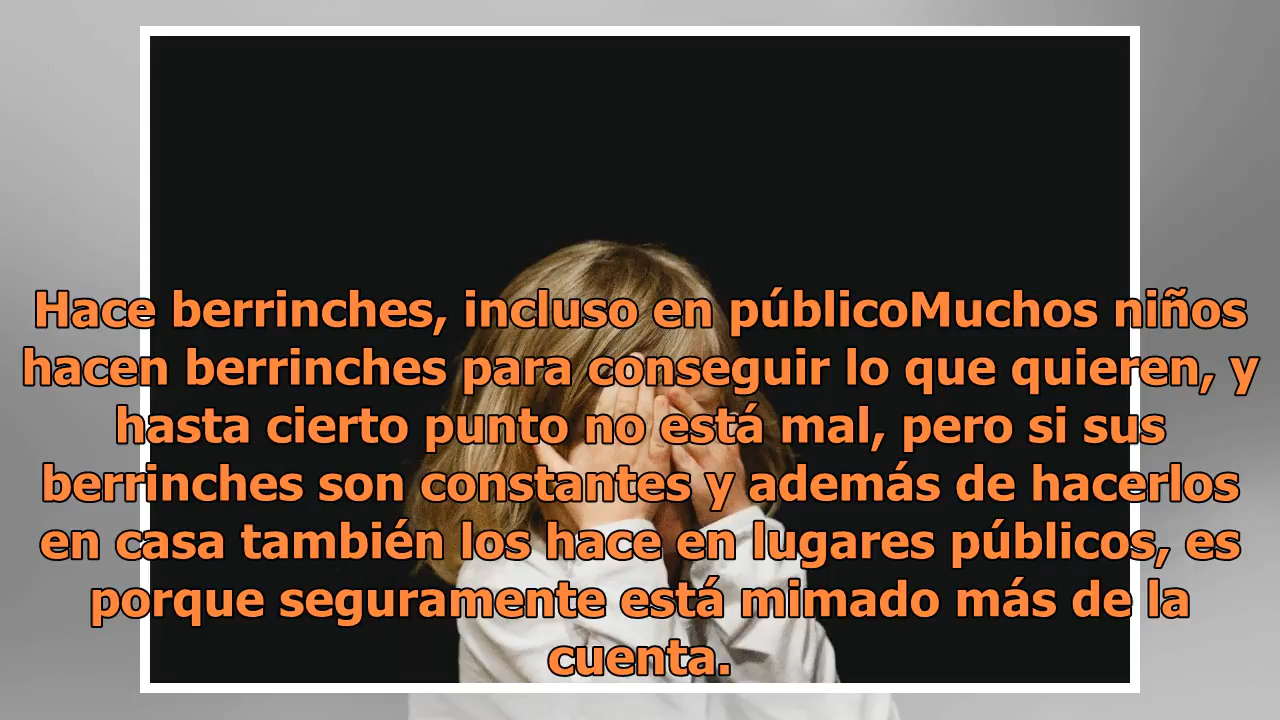 Hace berrinches, incluso en públicoMuchos niños
hacen berrinches para conseguir lo que quieren, y
hasta cierto punto no está mal, pero si sus
berrinches son constantes y además de hacerlos
en casa también los hace en lugares públicos, es
porque seguramente está mimado más de la
cuenta.